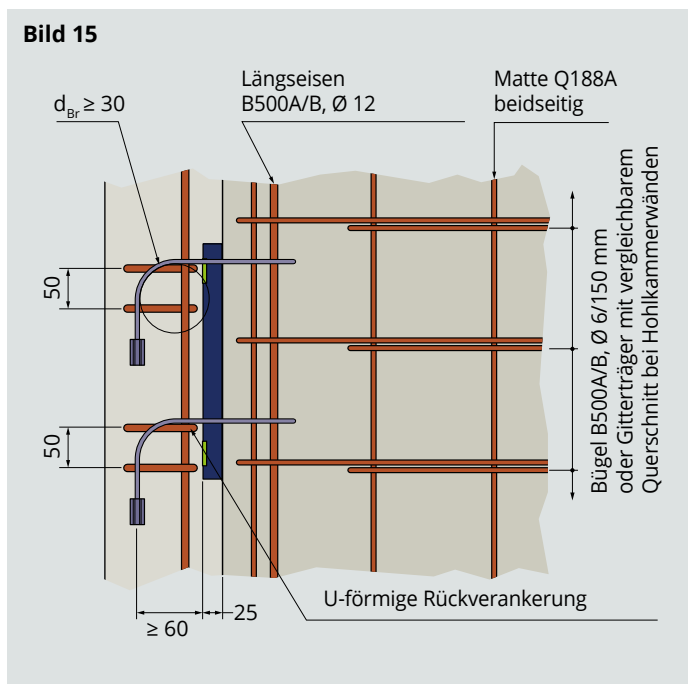 Bild 15
d_Br ≥ 30
Längseisen
B500A/B, Ø 12
Matte Q188A
beidseitig
50
50
Bügel B500A/B, Ø 6/150 mm
oder Gitterträger mit vergleichbarem
Querschnitt bei Hohlkammerwänden
U-förmige Rückverankerung
25
≥ 60